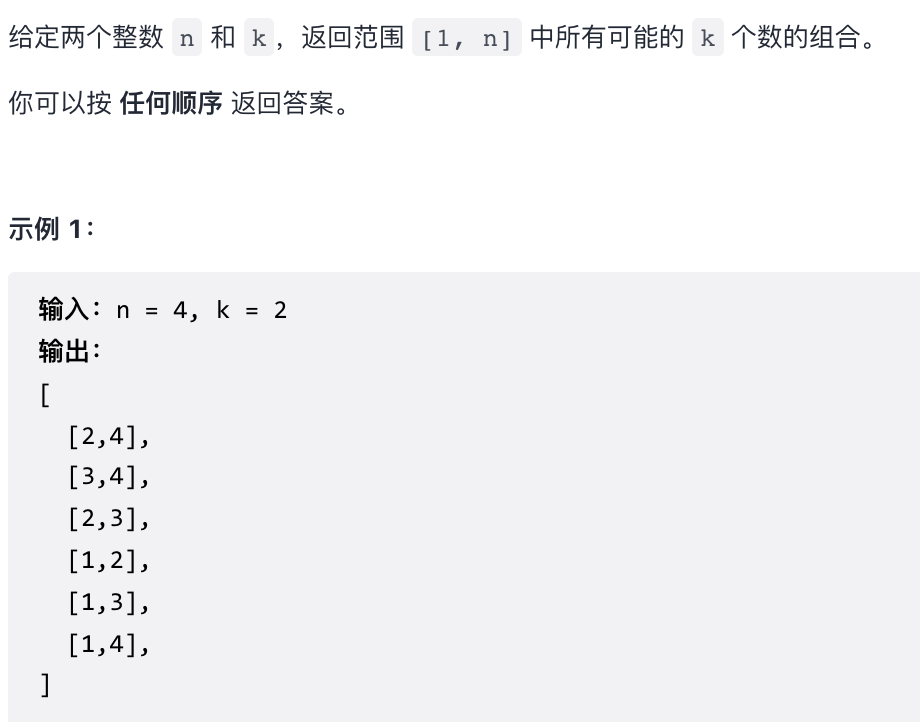 给定两个整数 n 和 k，返回范围 [1, n] 中所有可能的 k 个数的组合。
你可以按 任何顺序 返回答案。
示例 1：
输入：n = 4, k = 2
输出：
[
  [2,4],
  [3,4],
  [2,3],
  [1,2],
  [1,3],
  [1,4],
]